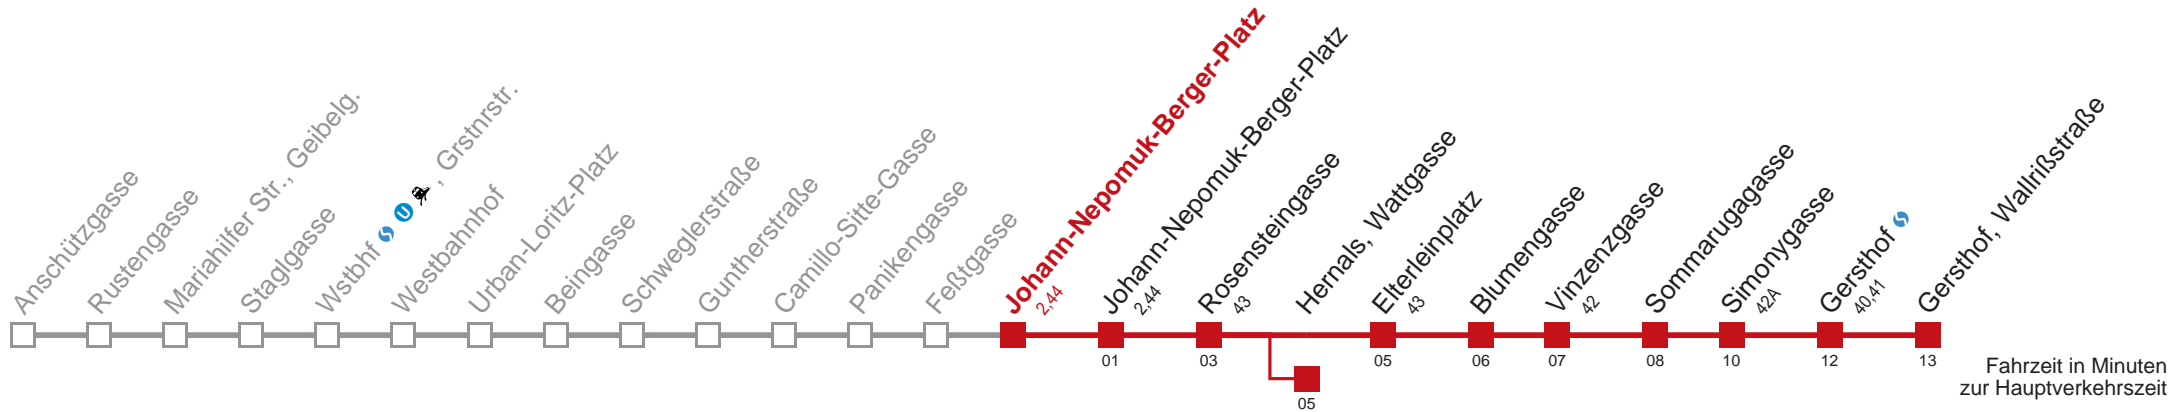 Anschützgasse
Rustengasse
Mariahilfer Str., Geibelg.
Staglgasse
Wstbhf S U , Grstnrstr.
Westbahnhof
Urban-Loritz-Platz
Beingasse
Schweglerstraße
Guntherstraße
Camillo-Sitte-Gasse
Panikengasse
Feßtgasse
Johann-Nepomuk-Berger-Platz
2,44
Johann-Nepomuk-Berger-Platz
2,44
01
Rosensteingasse
43
03
Hernals, Wattgasse
05
Elterleinplatz
43
05
Blumengasse
06
Vinzenzgasse
42
07
Sommarugagasse
08
Simonygasse
42A
10
Gersthof S
40,41
12
Gersthof, Wallrißstraße
13
Fahrzeit in Minuten
zur Hauptverkehrszeit